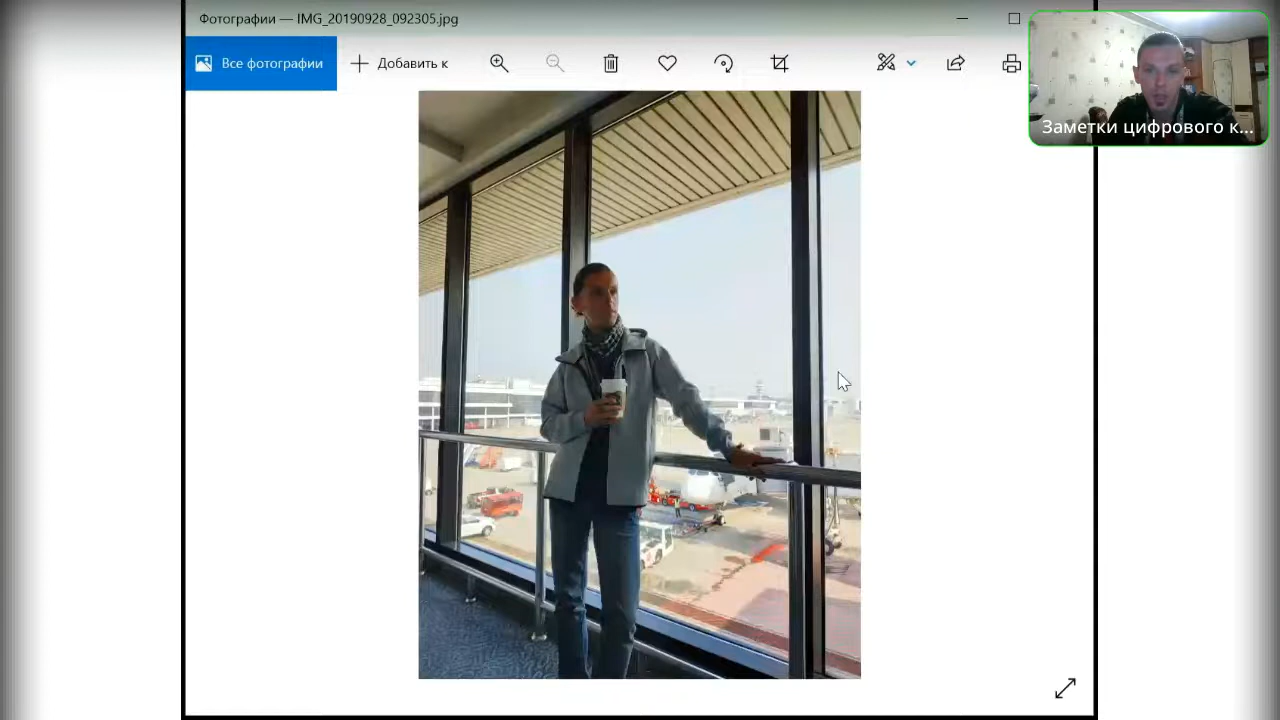 Фотографии — IMG_20190928_092305.jpg
Все фотографии
Добавить к
Заметки цифрового к...